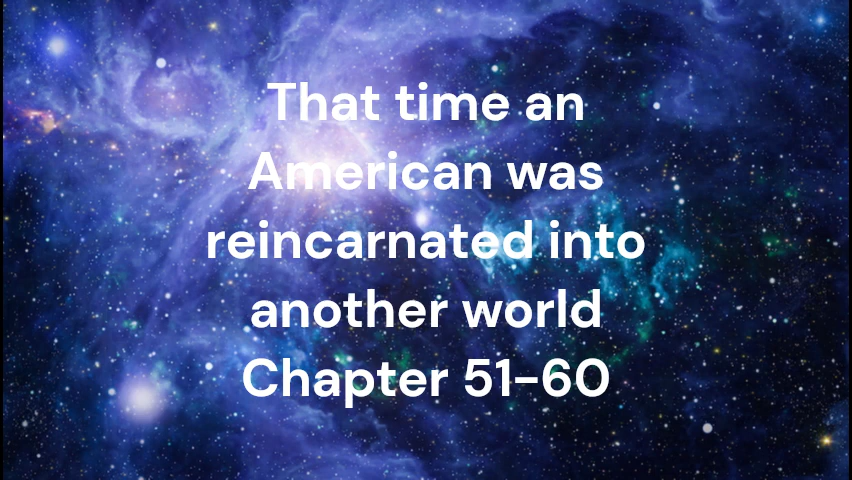 That time an
American was
reincarnated into
another world
Chapter 51-60